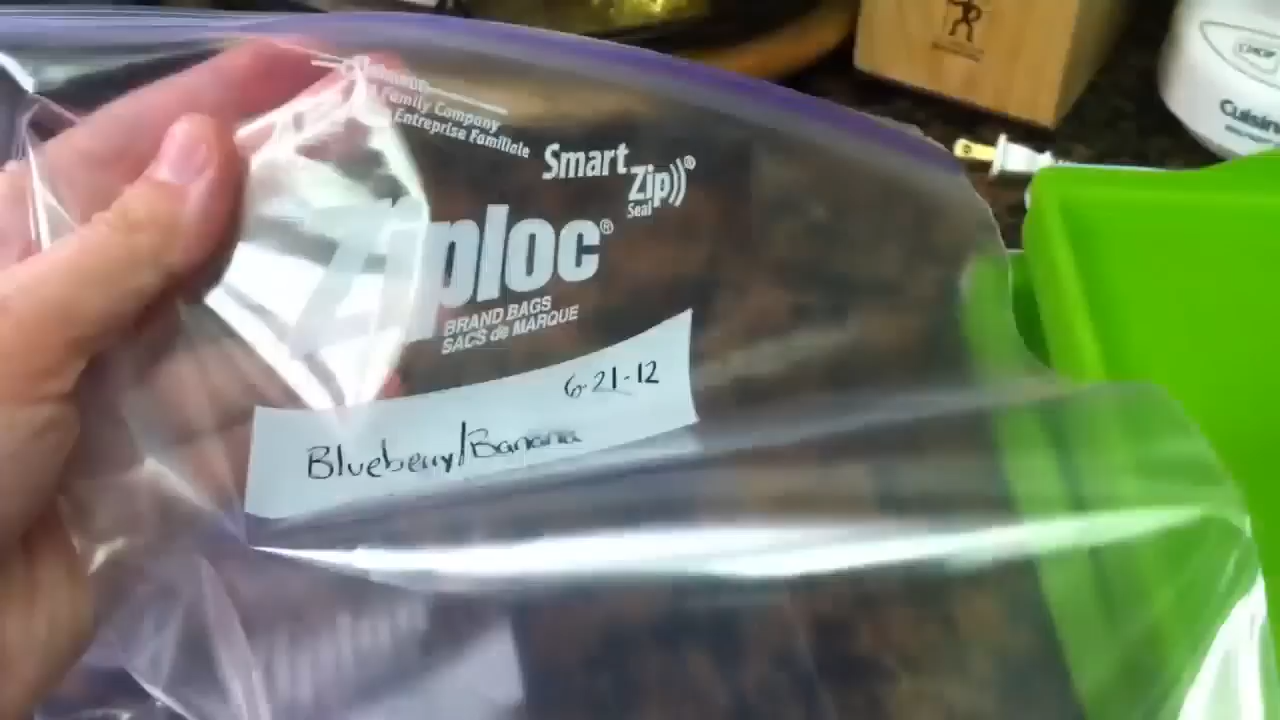 A Family Company
Entreprise Familiale
Smart
Zip))®
Seal
Ziploc®
BRAND BAGS
SACS de MARQUE
6-21-12
Blueberry/Banana